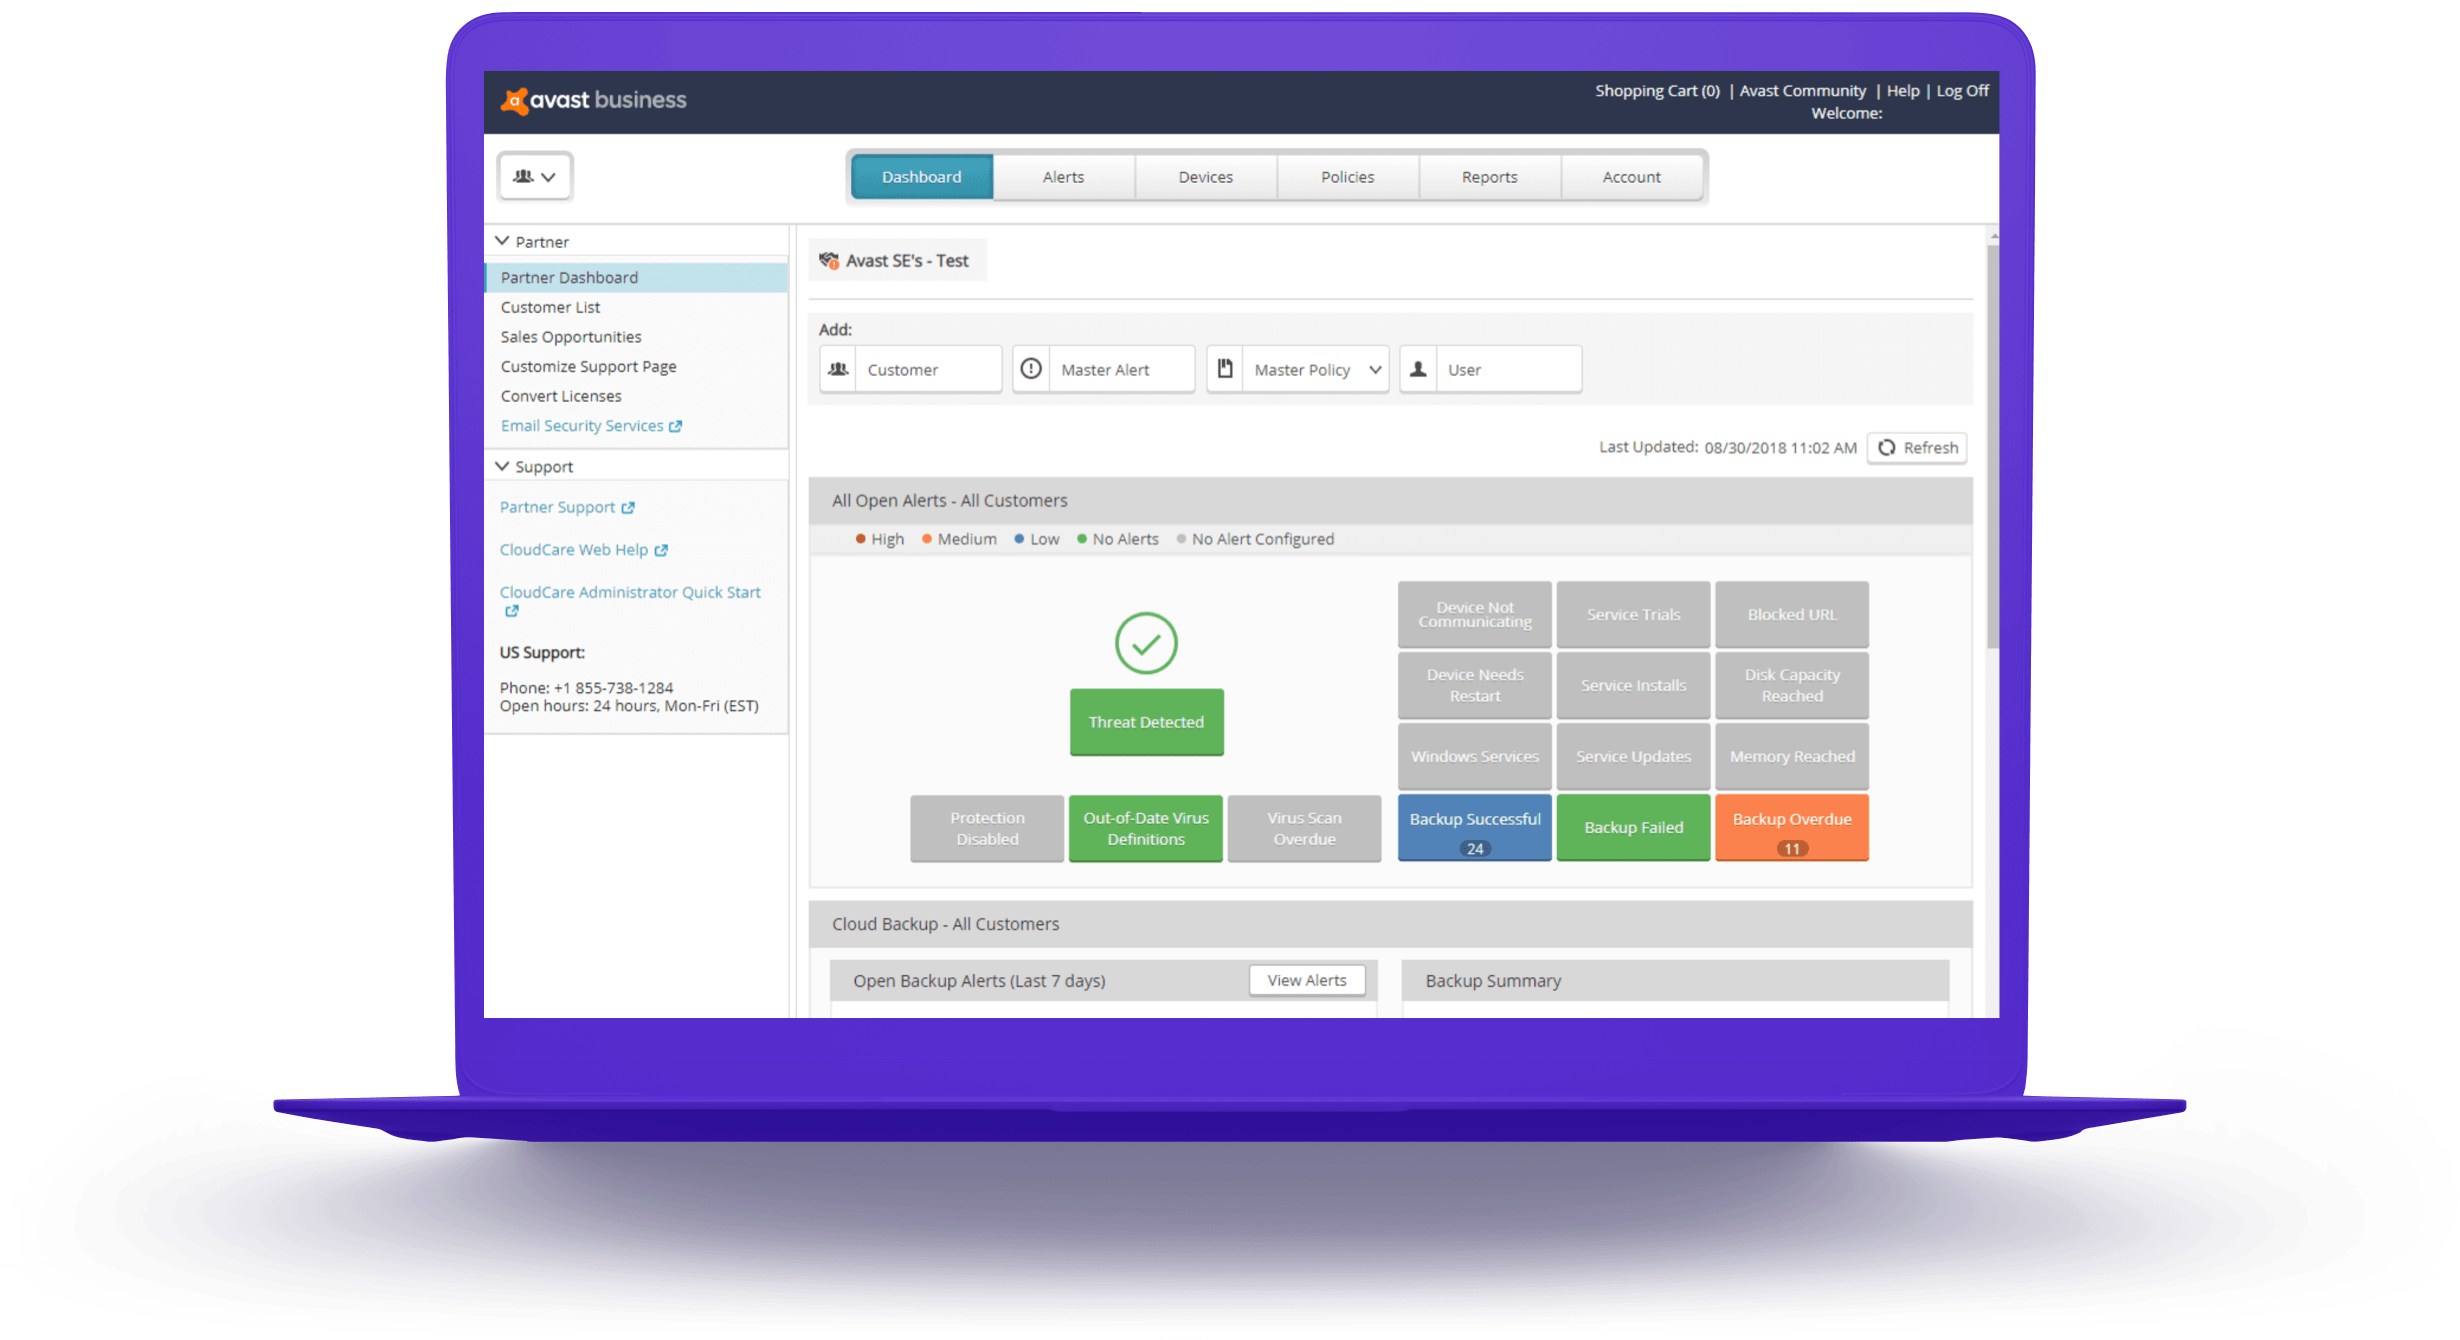 avast business
Shopping Cart (0) | Avast Community | Help | Log Off
Welcome:
Dashboard
Alerts
Devices
Policies
Reports
Account
Partner
Partner Dashboard
Customer List
Sales Opportunities
Customize Support Page
Convert Licenses
Email Security Services
Support
Partner Support
CloudCare Web Help
CloudCare Administrator Quick Start
US Support:
Phone: +1 855-738-1284
Open hours: 24 hours, Mon-Fri (EST)
Avast SE's - Test
Add:
Customer
Master Alert
Master Policy
User
Last Updated: 08/30/2018 11:02 AM
Refresh
All Open Alerts - All Customers
High
Medium
Low
No Alerts
No Alert Configured
Threat Detected
Protection
Disabled
Out-of-Date Virus
Definitions
Virus Scan
Overdue
Device Not
Communicating
Service Trials
Blocked URL
Device Needs
Restart
Service Installs
Disk Capacity
Reached
Windows Services
Service Updates
Memory Reached
Backup Successful
24
Backup Failed
Backup Overdue
11
Cloud Backup - All Customers
Open Backup Alerts (Last 7 days)
View Alerts
Backup Summary